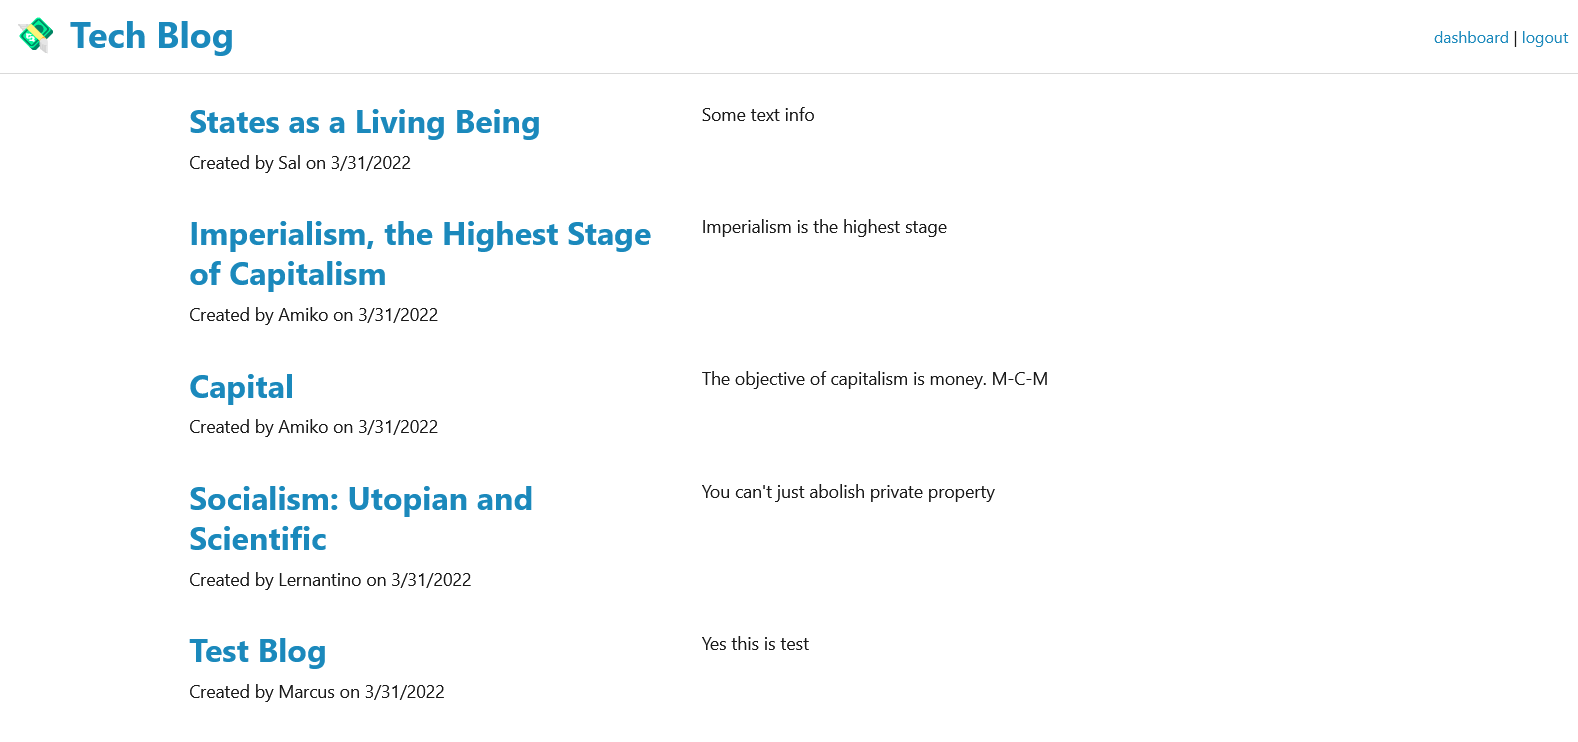 Tech Blog
dashboard | logout
States as a Living Being
Some text info
Created by Sal on 3/31/2022
Imperialism, the Highest Stage
of Capitalism
Imperialism is the highest stage
Created by Amiko on 3/31/2022
Capital
The objective of capitalism is money. M-C-M
Created by Amiko on 3/31/2022
Socialism: Utopian and
Scientific
You can't just abolish private property
Created by Lernantino on 3/31/2022
Test Blog
Yes this is test
Created by Marcus on 3/31/2022